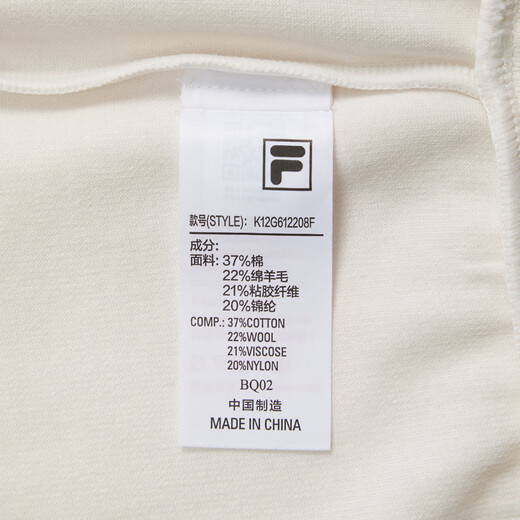 F
款号(STYLE): K12G612208F
成分:
面料: 37%棉
22%绵羊毛
21%粘胶纤维
20%锦纶
COMP.: 37%COTTON
22%WOOL
21%VISCOSE
20%NYLON
BQ02
中国制造
MADE IN CHINA